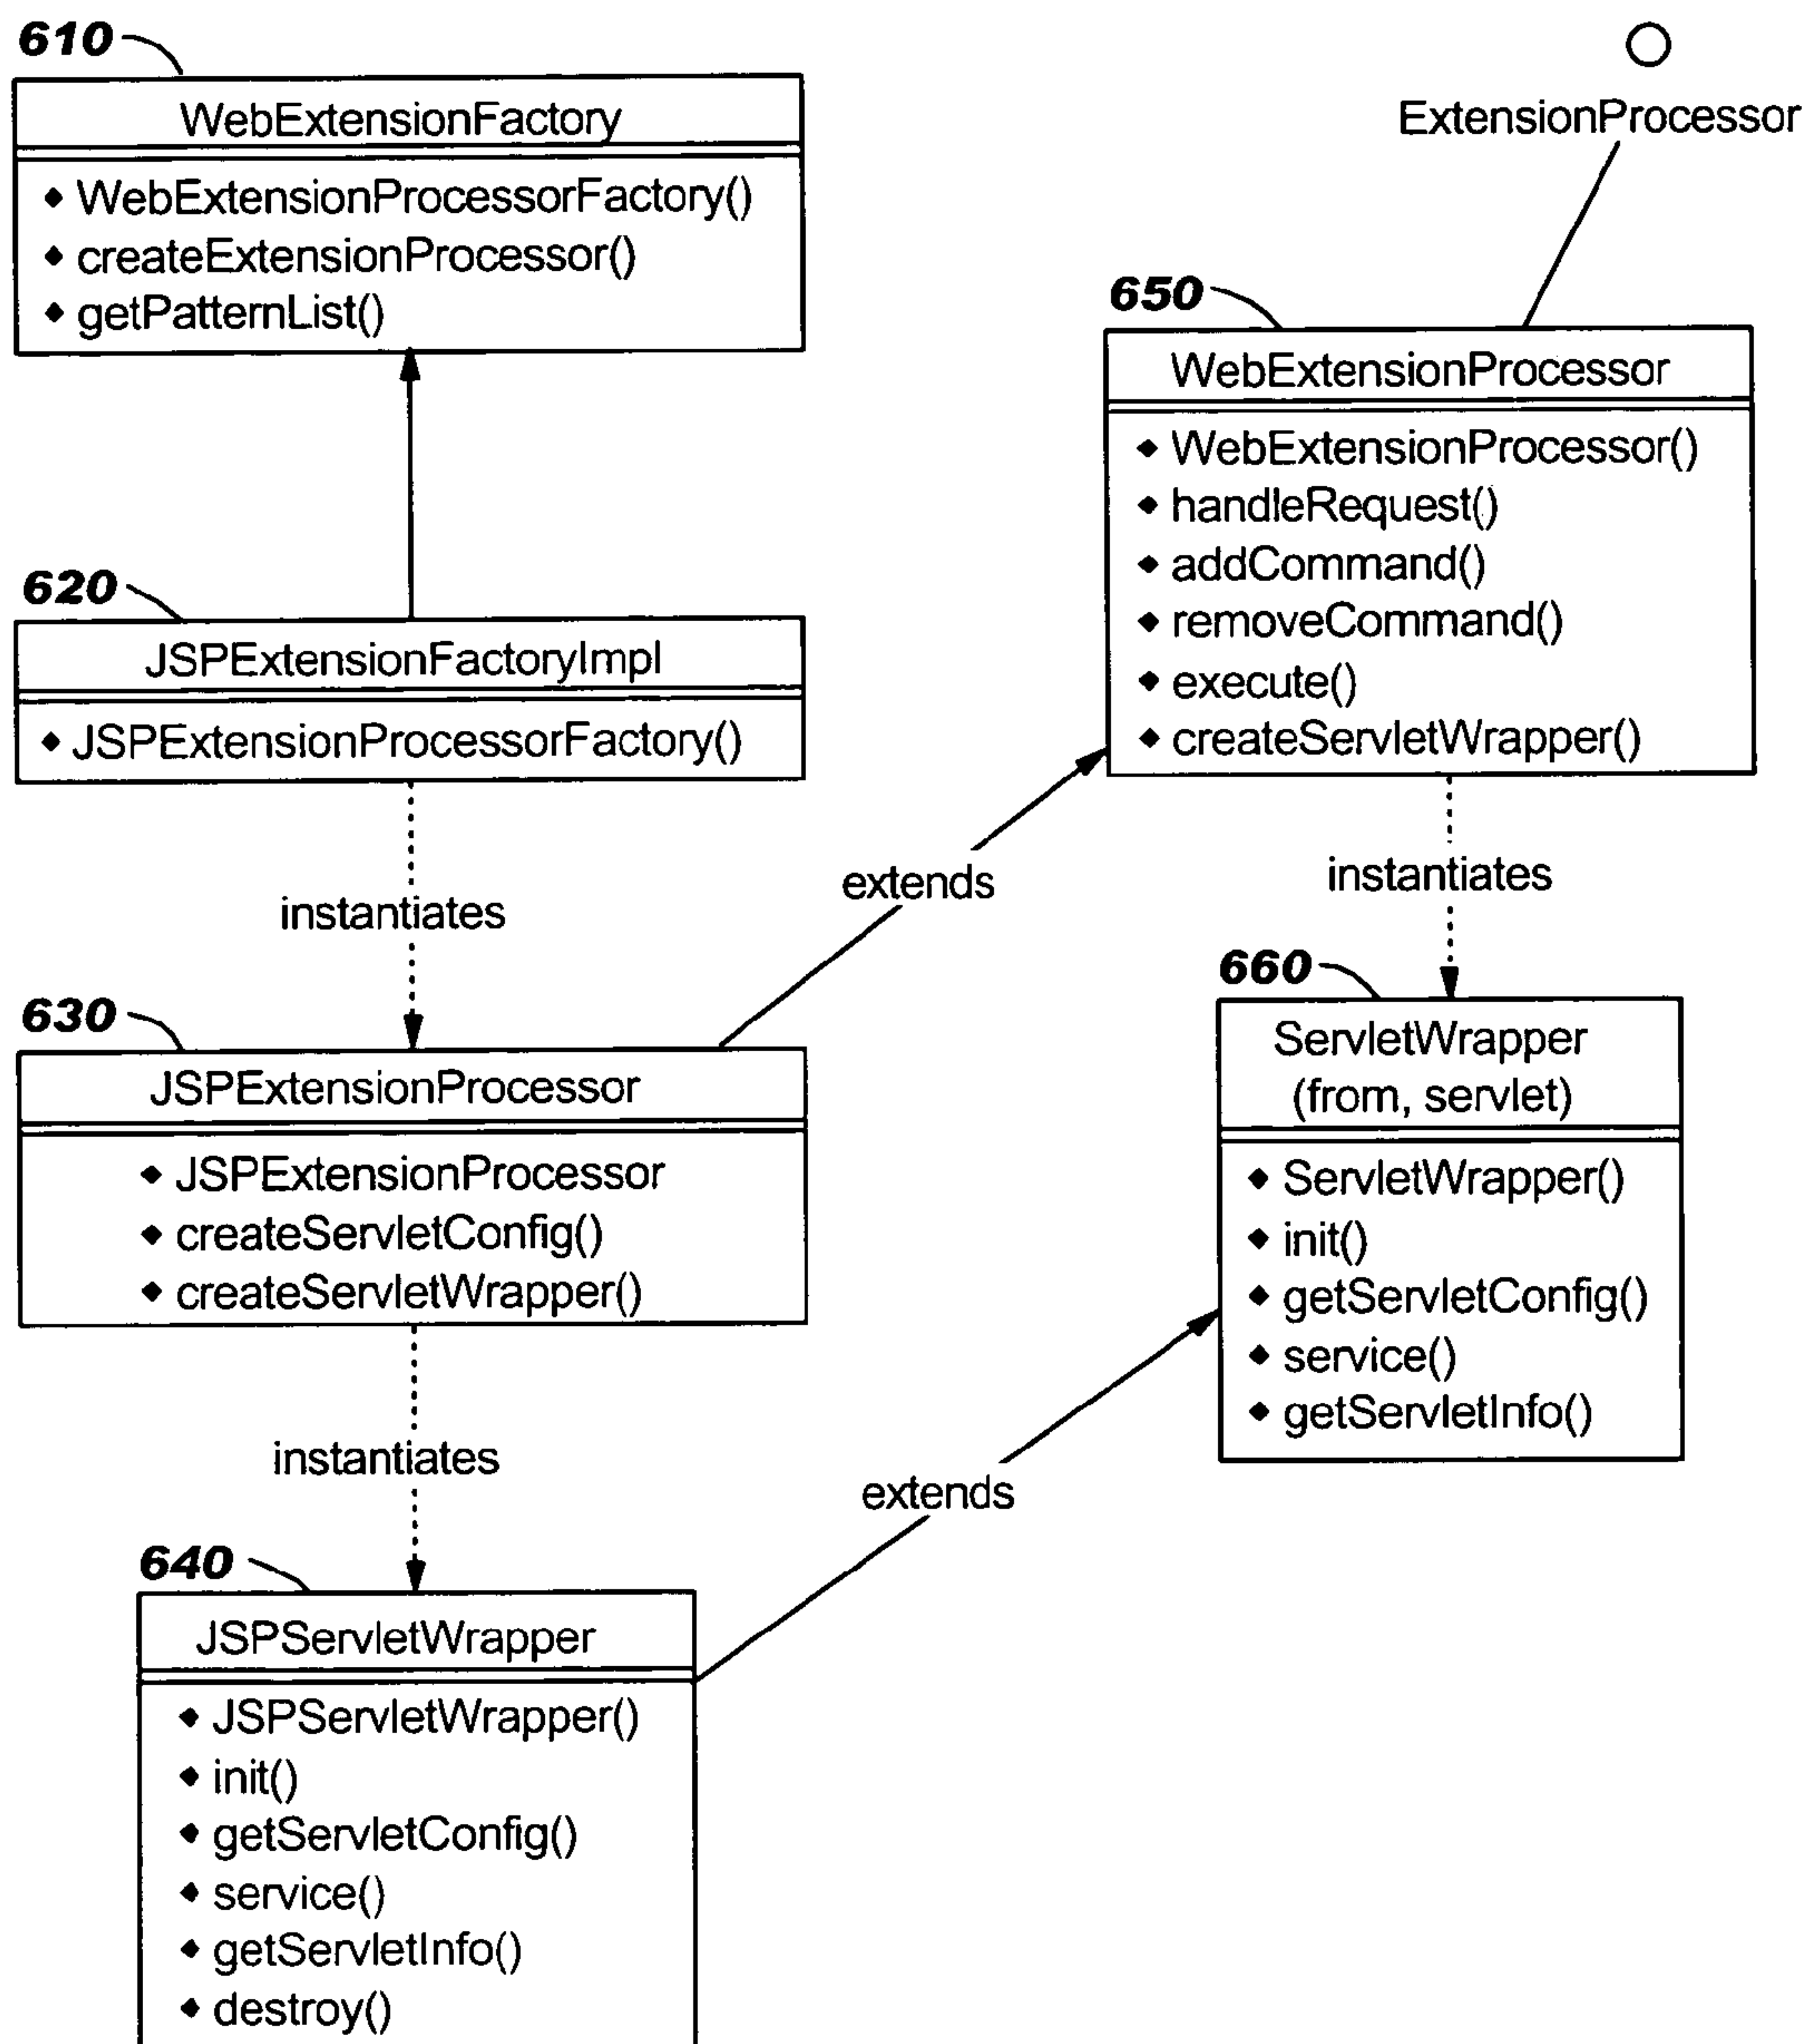 610
WebExtensionFactory
WebExtensionProcessorFactory()
createExtensionProcessor()
getPatternList()
620
JSPExtensionFactoryImpl
JSPExtensionProcessorFactory()
instantiates
630
JSPExtensionProcessor
JSPExtensionProcessor
createServletConfig()
createServletWrapper()
instantiates
640
JSPServletWrapper
JSPServletWrapper()
init()
getServletConfig()
service()
getServletInfo()
destroy()
ExtensionProcessor
650
WebExtensionProcessor
WebExtensionProcessor()
handleRequest()
addCommand()
removeCommand()
execute()
createServletWrapper()
extends
instantiates
660
ServletWrapper
(from, servlet)
ServletWrapper()
init()
getServletConfig()
service()
getServletInfo()
extends